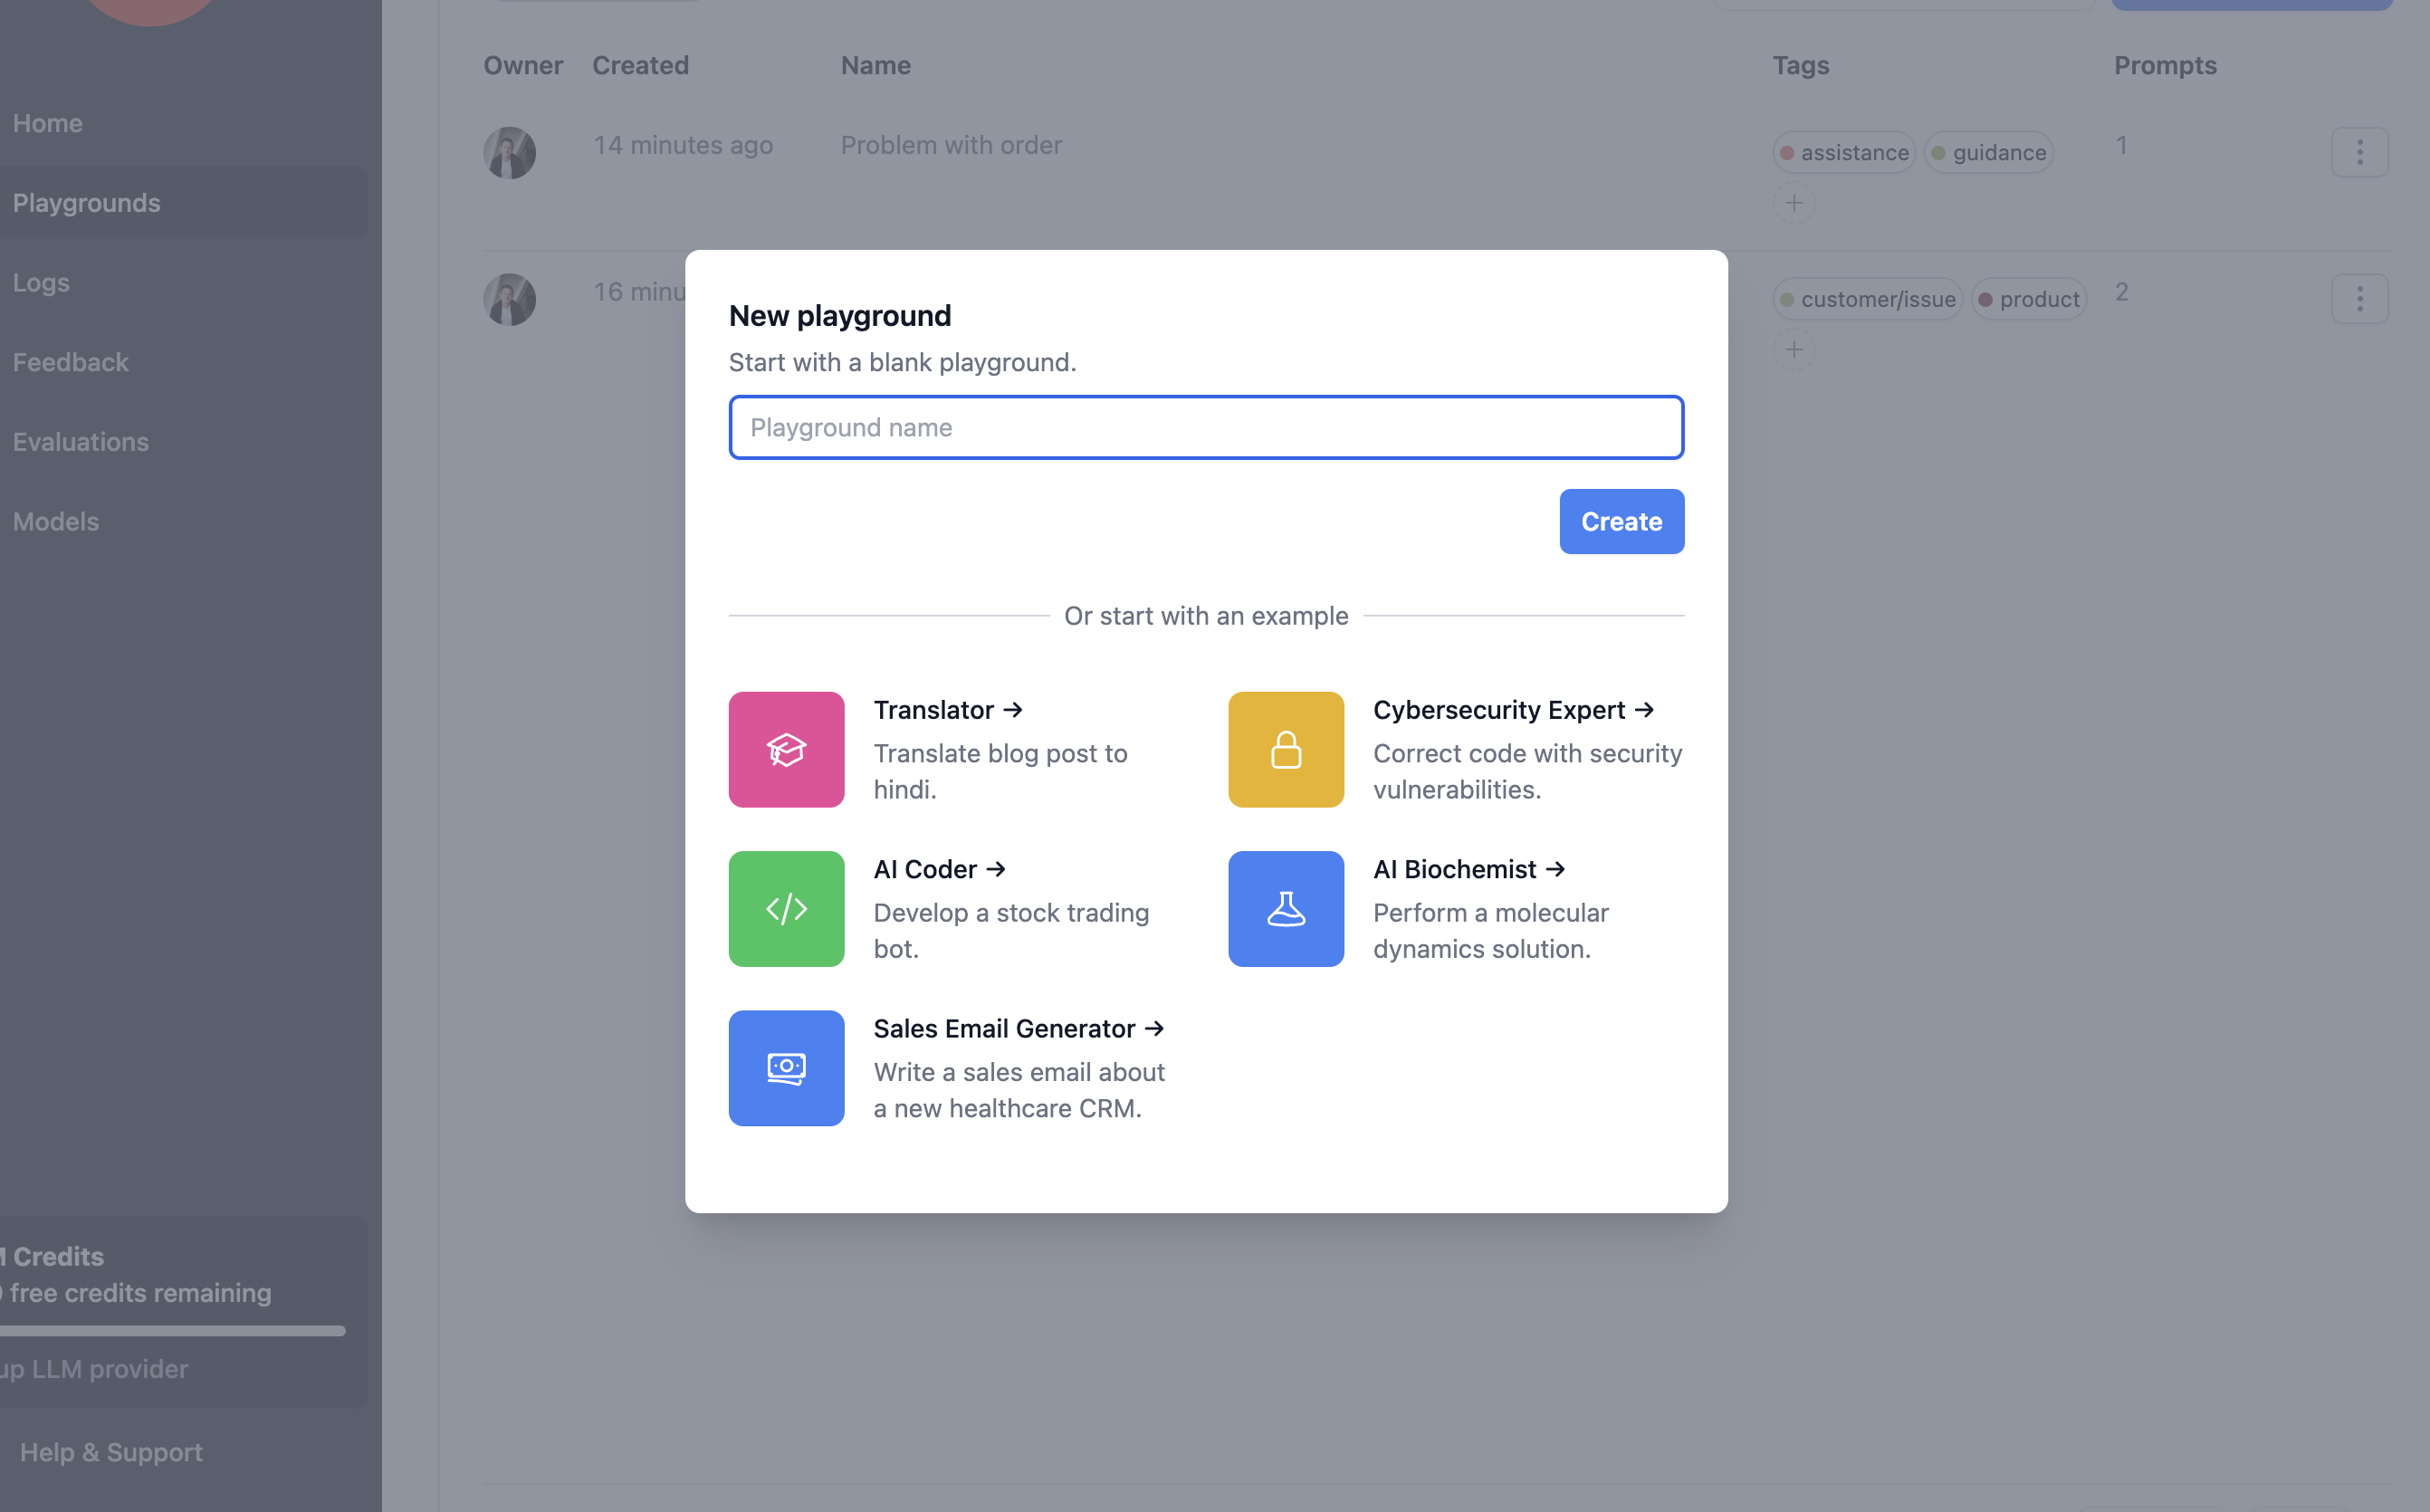 Home
Playgrounds
Logs
Feedback
Evaluations
Models
Credits
free credits remaining
up LLM provider
Help & Support
Owner Created Name Tags Prompts
14 minutes ago Problem with order assistance guidance 1
16 minu customer/issue product 2
New playground
Start with a blank playground.
Playground name
Create
Or start with an example
Translator →
Translate blog post to
hindi.
Cybersecurity Expert →
Correct code with security
vulnerabilities.
AI Coder →
Develop a stock trading
bot.
AI Biochemist →
Perform a molecular
dynamics solution.
Sales Email Generator →
Write a sales email about
a new healthcare CRM.